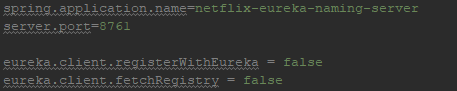 spring.application.name=netflix-eureka-naming-server
server.port=8761
eureka.client.registerWithEureka = false
eureka.client.fetchRegistry = false